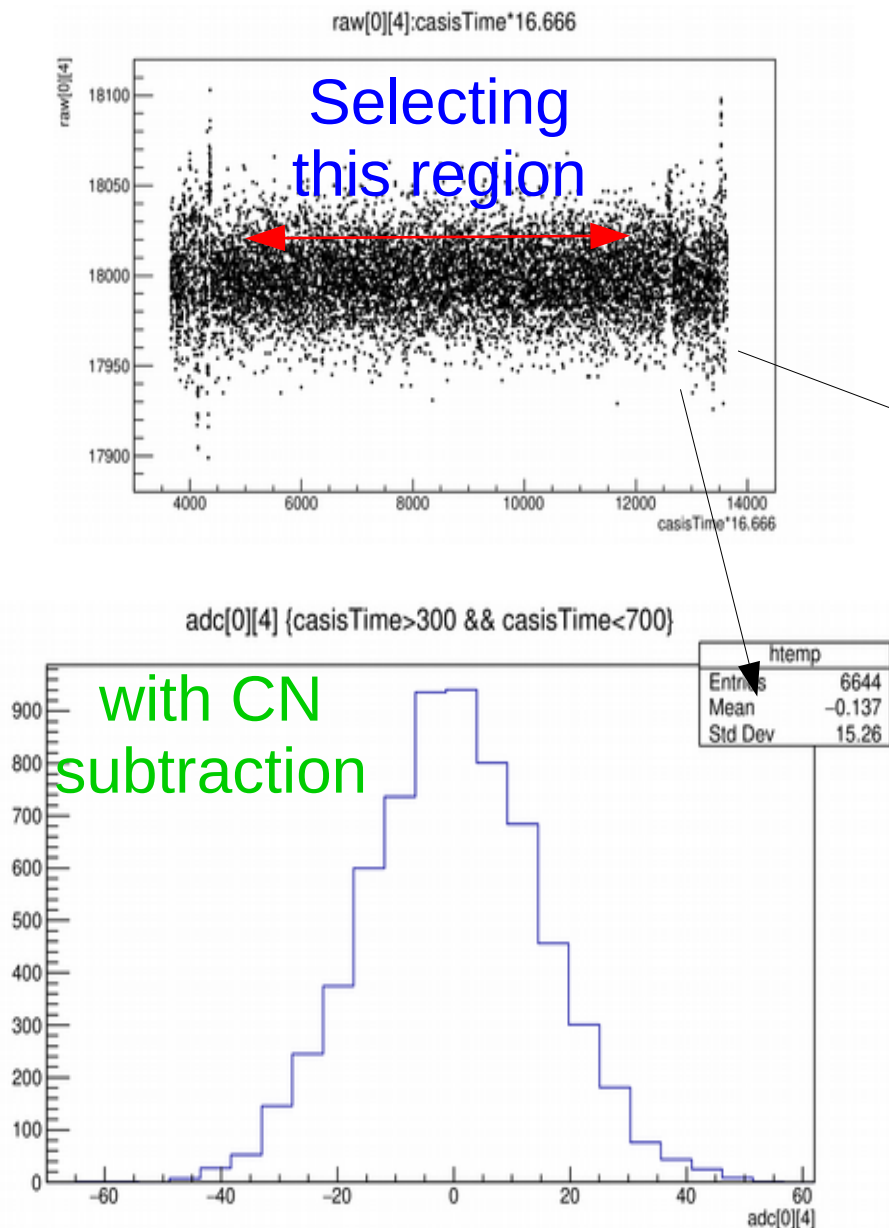 raw[0][4]:casisTime*16.666
raw[0][4]
Selecting
this region
18100
18050
18000
17950
17900
4000 6000 8000 10000 12000 14000
casisTime*16.666
adc[0][4] {casisTime>300 && casisTime<700}
htemp
Entries 6644
Mean −0.137
Std Dev 15.26
with CN
subtraction
900
800
700
600
500
400
300
200
100
0
−60 −40 −20 0 20 40 60
adc[0][4]